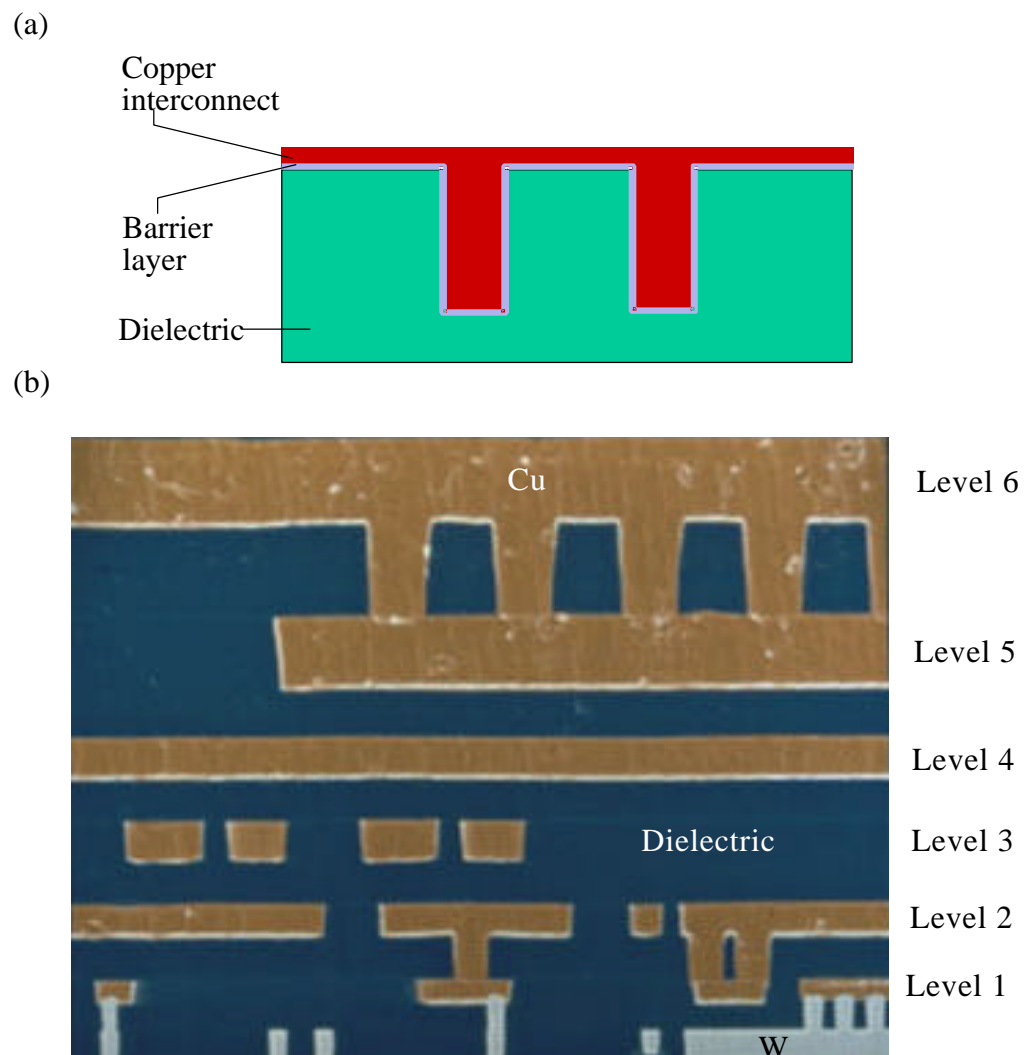 (a)
Copper
interconnect
Barrier
layer
Dielectric
(b)
Cu
Level 6
Level 5
Level 4
Dielectric
Level 3
Level 2
Level 1
W